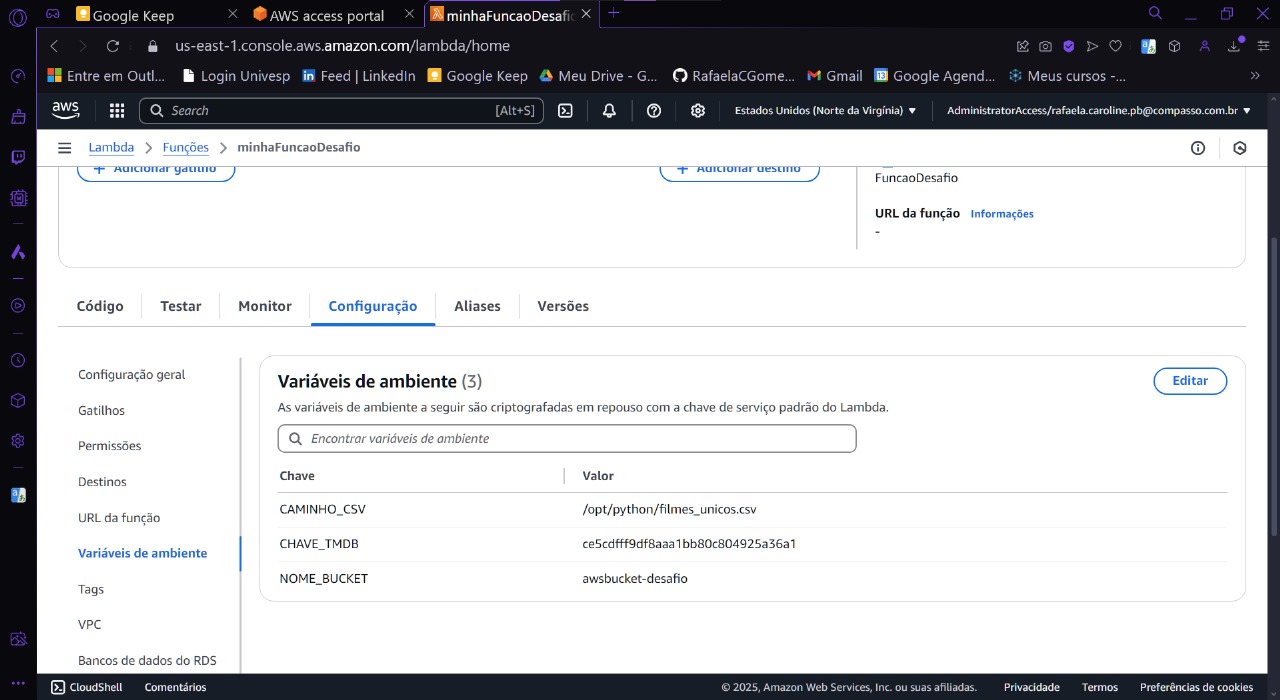 Google Keep
AWS access portal
minhaFuncaoDesafio
us-east-1.console.aws.amazon.com/lambda/home
Entre em Outl...
Login Univesp
Feed | LinkedIn
Google Keep
Meu Drive - G...
RafaelaCGome...
Gmail
Google Agend...
Meus cursos -...
aws
Search
[Alt+S]
Estados Unidos (Norte da Virgínia)
AdministratorAccess/rafaela.caroline.pb@compasso.com.br
Lambda
Funções
minhaFuncaoDesafio
Adicionar gatilho
Adicionar destino
FuncaoDesafio
URL da função Informações
-
Código
Testar
Monitor
Configuração
Aliases
Versões
Configuração geral
Gatilhos
Permissões
Destinos
URL da função
Variáveis de ambiente
Tags
VPC
Bancos de dados do RDS
Variáveis de ambiente (3)
Editar
As variáveis de ambiente a seguir são criptografadas em repouso com a chave de serviço padrão do Lambda.
Encontrar variáveis de ambiente
Chave Valor
CAMINHO_CSV /opt/python/filmes_unicos.csv
CHAVE_TMDB ce5cdfff9df8aaa1bb80c804925a36a1
NOME_BUCKET awsbucket-desafio
CloudShell
Comentários
© 2025, Amazon Web Services, Inc. ou suas afiliadas.
Privacidade
Termos
Preferências de cookies